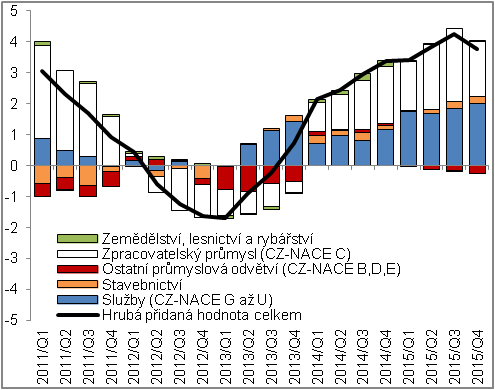 5
4
3
2
1
0
-1
-2
-3
-4
-5
Zemědělství, lesnictví a rybářství
Zpracovatelský průmysl (CZ-NACE C)
Ostatní průmyslová odvětví (CZ-NACE B,D,E)
Stavebnictví
Služby (CZ-NACE G až U)
Hrubá přidaná hodnota celkem
2011/Q1
2011/Q2
2011/Q3
2011/Q4
2012/Q1
2012/Q2
2012/Q3
2012/Q4
2013/Q1
2013/Q2
2013/Q3
2013/Q4
2014/Q1
2014/Q2
2014/Q3
2014/Q4
2015/Q1
2015/Q2
2015/Q3
2015/Q4